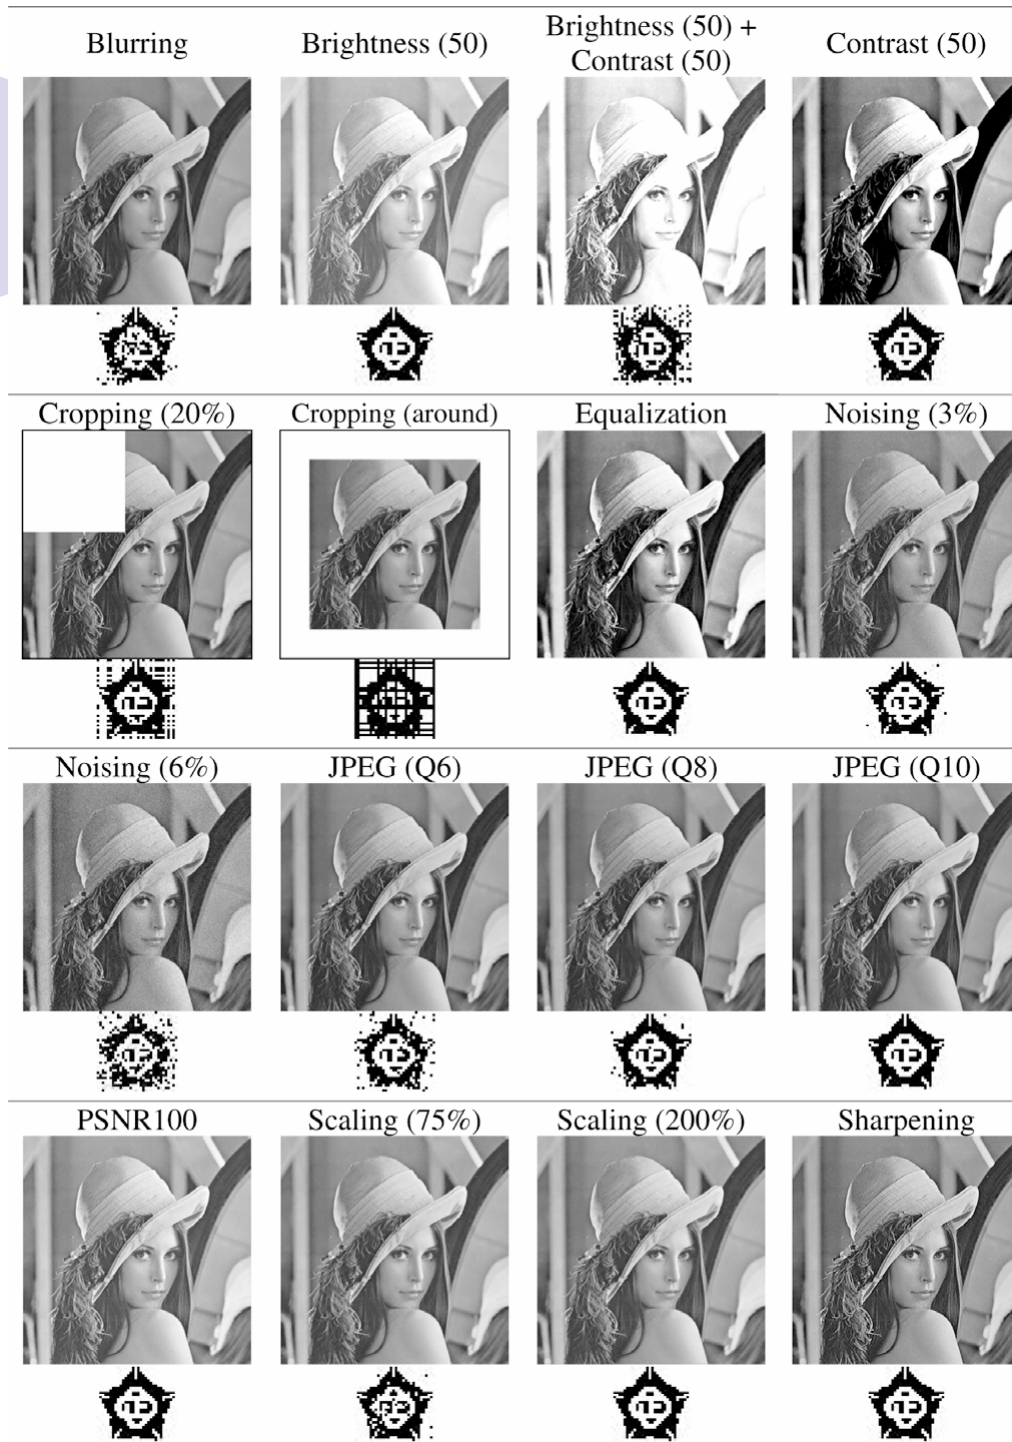 Blurring
Brightness (50)
Brightness (50) +
Contrast (50)
Contrast (50)
Cropping (20%)
Cropping (around)
Equalization
Noising (3%)
Noising (6%)
JPEG (Q6)
JPEG (Q8)
JPEG (Q10)
PSNR100
Scaling (75%)
Scaling (200%)
Sharpening